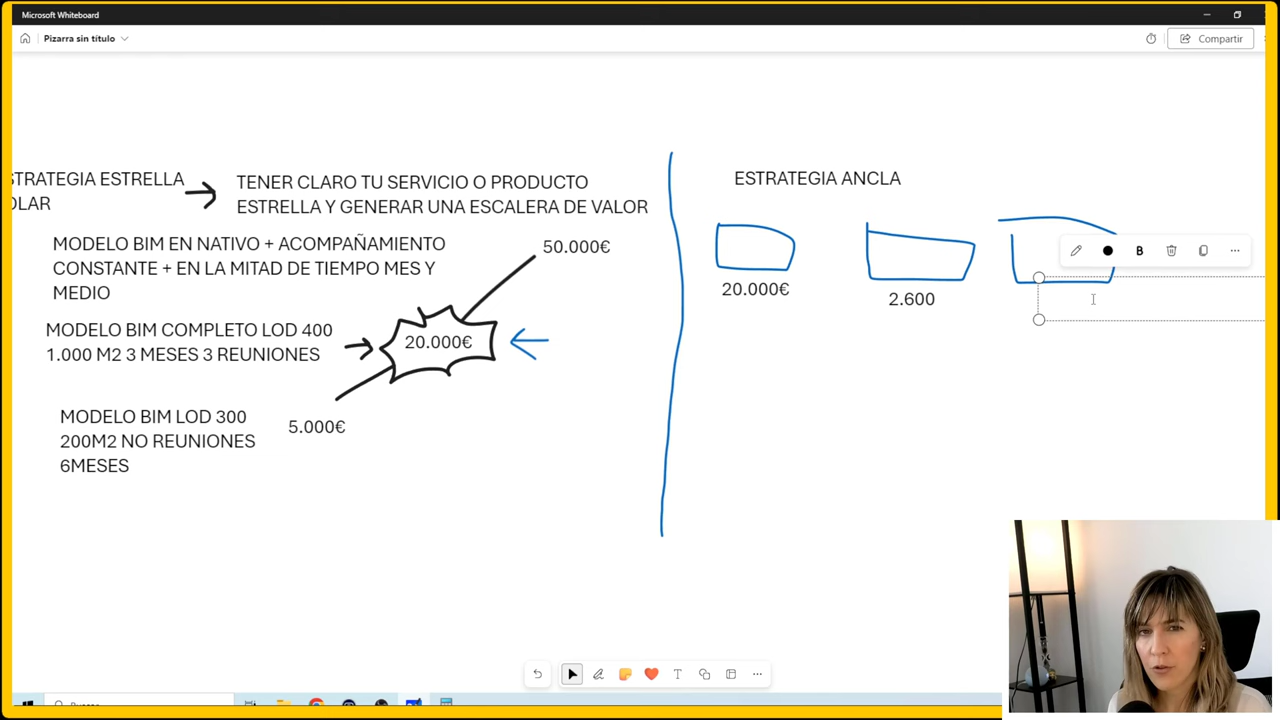 Microsoft Whiteboard
Pizarra sin título
Compartir
STRATEGIA ESTRELLA
OLAR
TENER CLARO TU SERVICIO O PRODUCTO
ESTRELLA Y GENERAR UNA ESCALERA DE VALOR
MODELO BIM EN NATIVO + ACOMPAÑAMIENTO
CONSTANTE + EN LA MITAD DE TIEMPO MES Y
MEDIO
50.000€
MODELO BIM COMPLETO LOD 400
1.000 M2 3 MESES 3 REUNIONES
20.000€
MODELO BIM LOD 300
200M2 NO REUNIONES
6MESES
5.000€
ESTRATEGIA ANCLA
20.000€
2.600
B
T